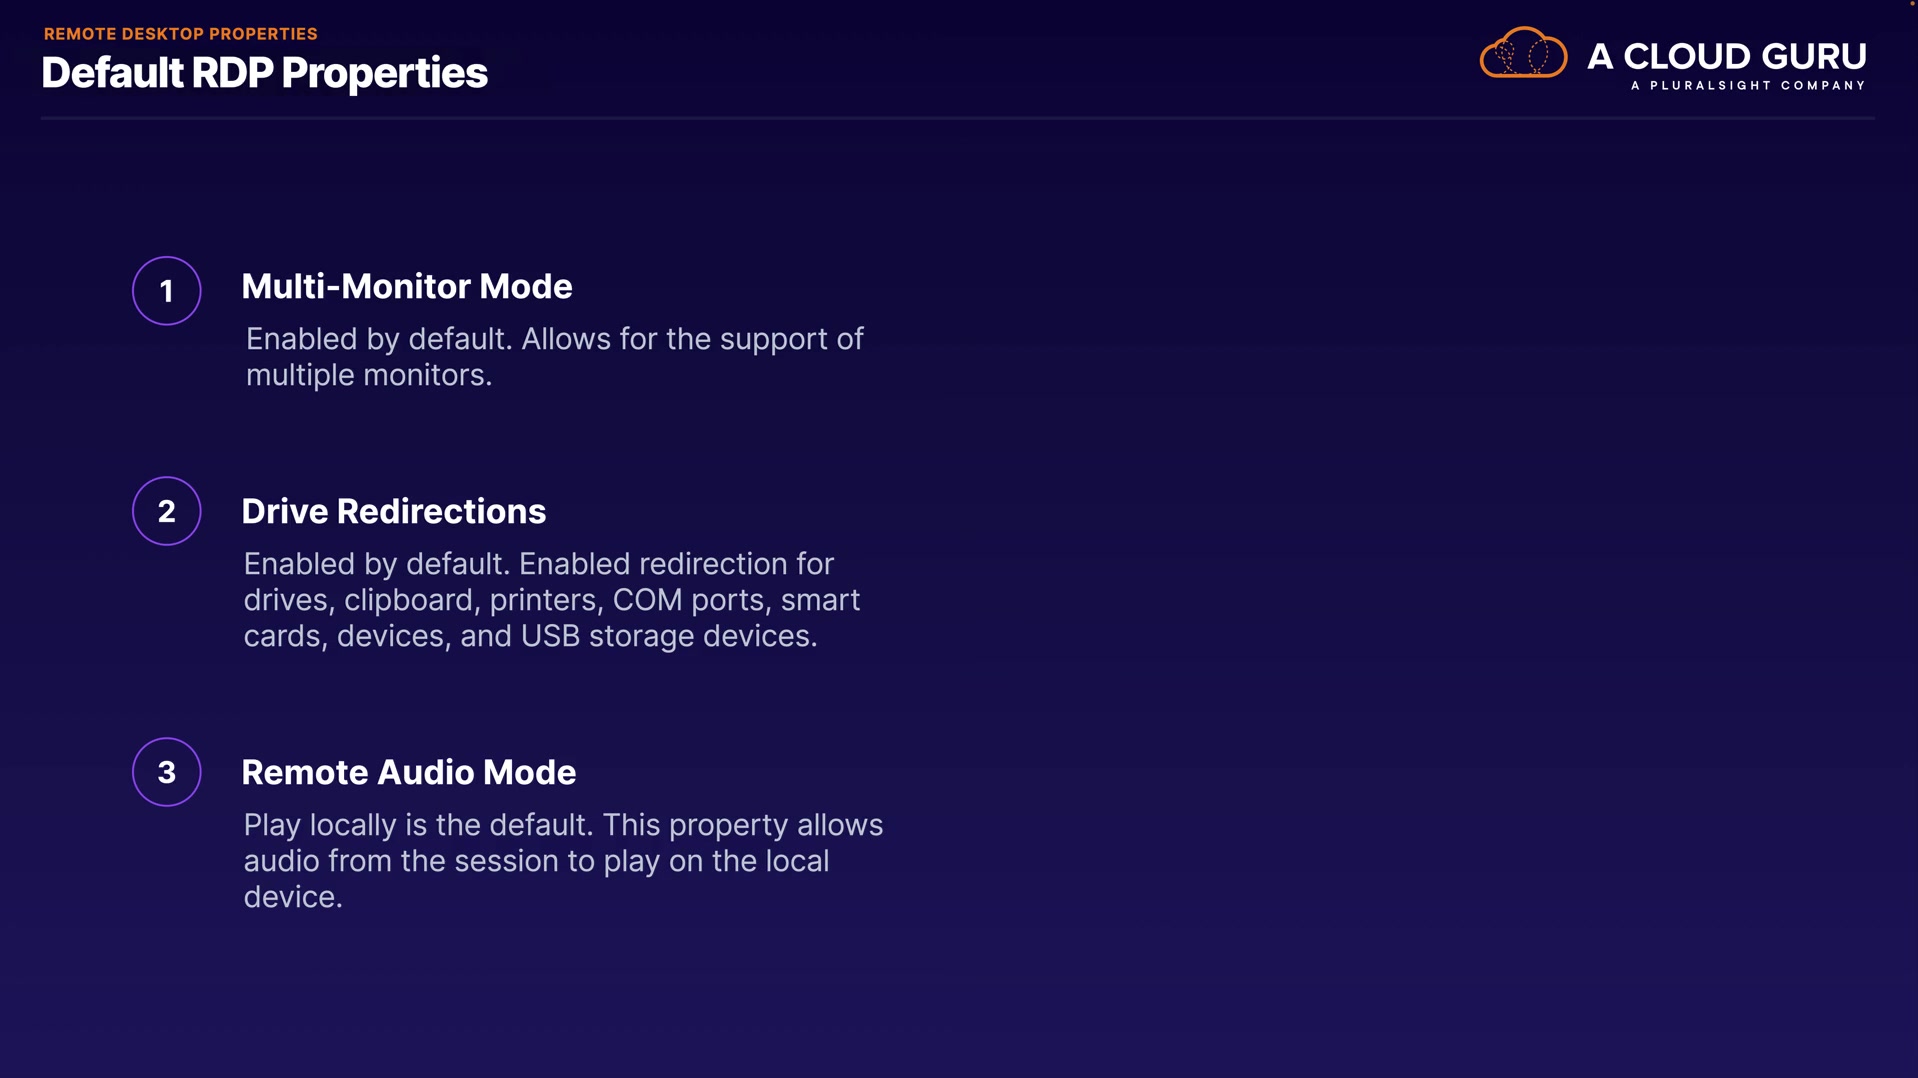 REMOTE DESKTOP PROPERTIES
Default RDP Properties
A CLOUD GURU
A PLURALSIGHT COMPANY
1
Multi-Monitor Mode
Enabled by default. Allows for the support of
multiple monitors.
2
Drive Redirections
Enabled by default. Enabled redirection for
drives, clipboard, printers, COM ports, smart
cards, devices, and USB storage devices.
3
Remote Audio Mode
Play locally is the default. This property allows
audio from the session to play on the local
device.